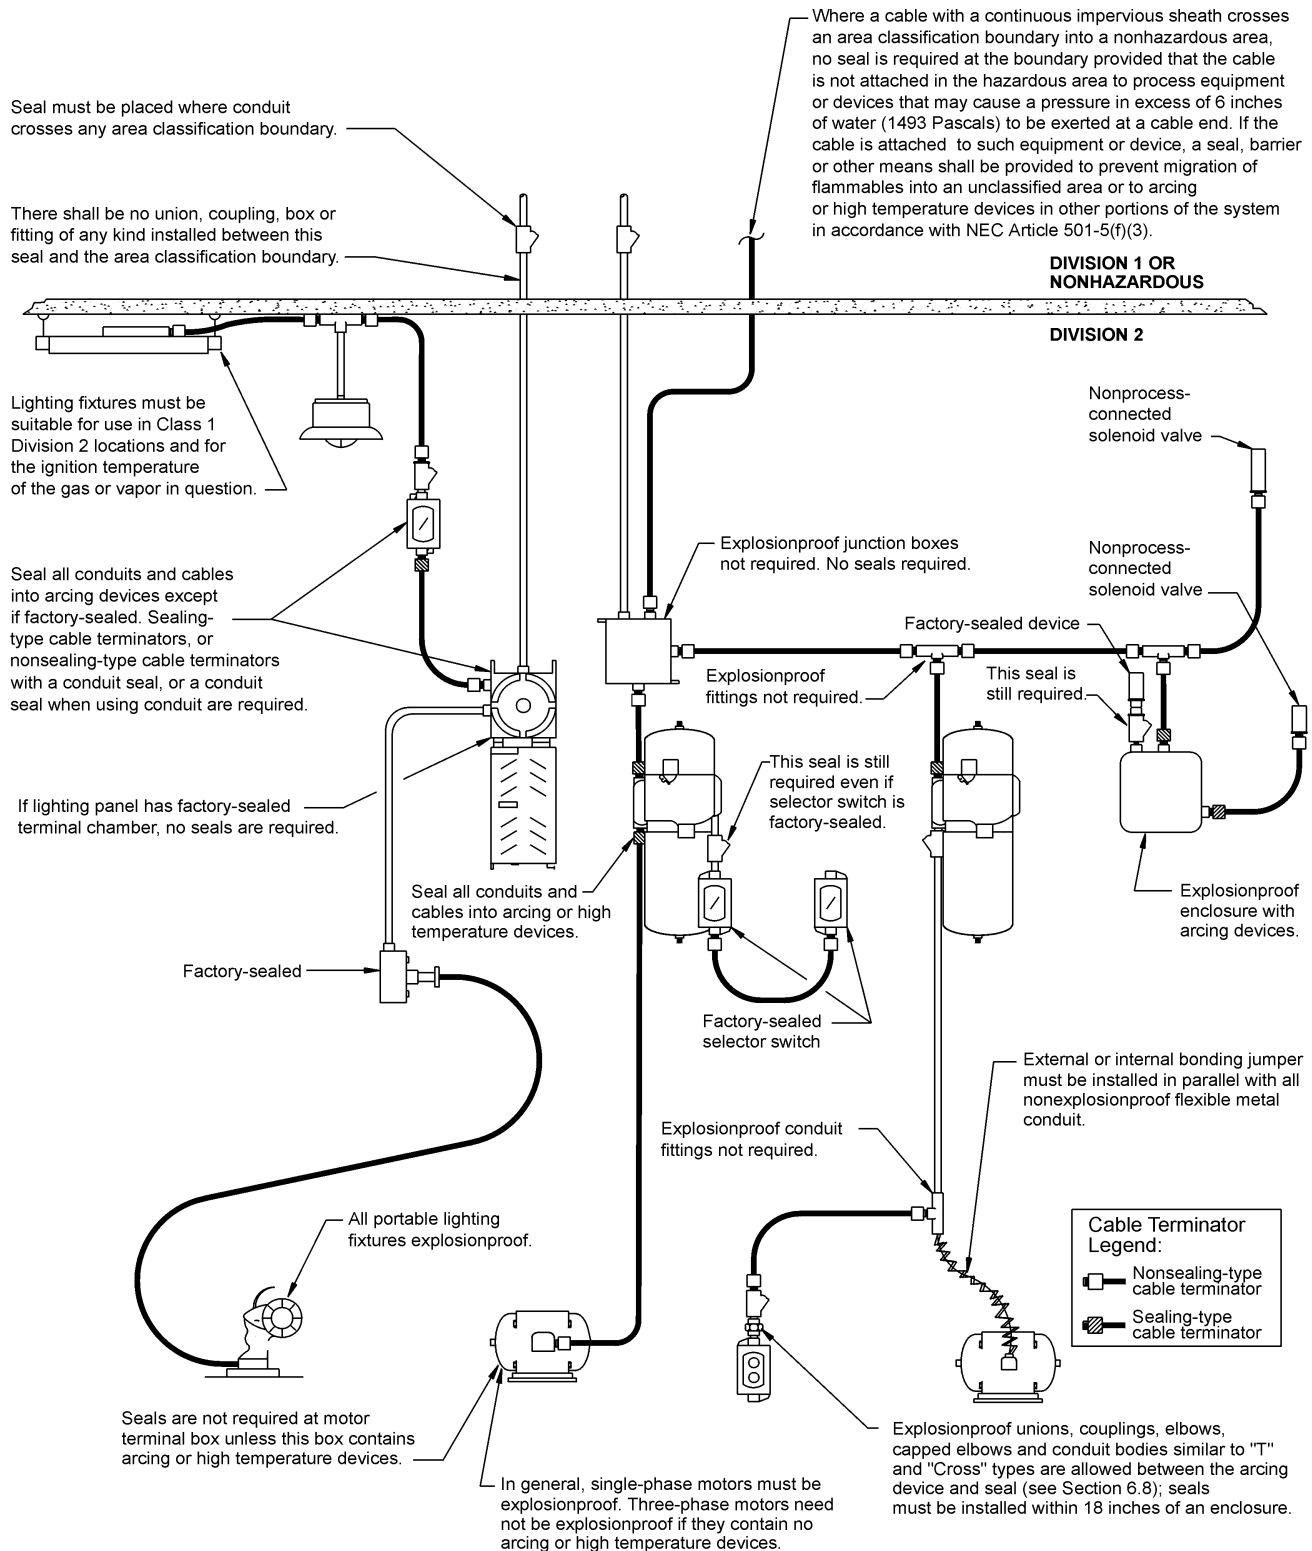 Where a cable with a continuous impervious sheath crosses
an area classification boundary into a nonhazardous area,
no seal is required at the boundary provided that the cable
is not attached in the hazardous area to process equipment
or devices that may cause a pressure in excess of 6 inches
of water (1493 Pascals) to be exerted at a cable end. If the
cable is attached to such equipment or device, a seal, barrier
or other means shall be provided to prevent migration of
flammables into an unclassified area or to arcing
or high temperature devices in other portions of the system
in accordance with NEC Article 501-5(f)(3).
Seal must be placed where conduit
crosses any area classification boundary.
There shall be no union, coupling, box or
fitting of any kind installed between this
seal and the area classification boundary.
DIVISION 1 OR
NONHAZARDOUS
DIVISION 2
Lighting fixtures must be
suitable for use in Class 1
Division 2 locations and for
the ignition temperature
of the gas or vapor in question.
Nonprocess-
connected
solenoid valve
Explosionproof junction boxes
not required. No seals required.
Nonprocess-
connected
solenoid valve
Seal all conduits and cables
into arcing devices except
if factory-sealed. Sealing-
type cable terminators, or
nonsealing-type cable terminators
with a conduit seal, or a conduit
seal when using conduit are required.
Factory-sealed device
Explosionproof
fittings not required.
This seal is
still required.
If lighting panel has factory-sealed
terminal chamber, no seals are required.
This seal is still
required even if
selector switch is
factory-sealed.
Seal all conduits and
cables into arcing or high
temperature devices.
Explosionproof
enclosure with
arcing devices.
Factory-sealed
Factory-sealed
selector switch
External or internal bonding jumper
must be installed in parallel with all
nonexplosionproof flexible metal
conduit.
Explosionproof conduit
fittings not required.
All portable lighting
fixtures explosionproof.
Cable Terminator
Legend:
Nonsealing-type
cable terminator
Sealing-type
cable terminator
Seals are not required at motor
terminal box unless this box contains
arcing or high temperature devices.
In general, single-phase motors must be
explosionproof. Three-phase motors need
not be explosionproof if they contain no
arcing or high temperature devices.
Explosionproof unions, couplings, elbows,
capped elbows and conduit bodies similar to "T"
and "Cross" types are allowed between the arcing
device and seal (see Section 6.8); seals
must be installed within 18 inches of an enclosure.